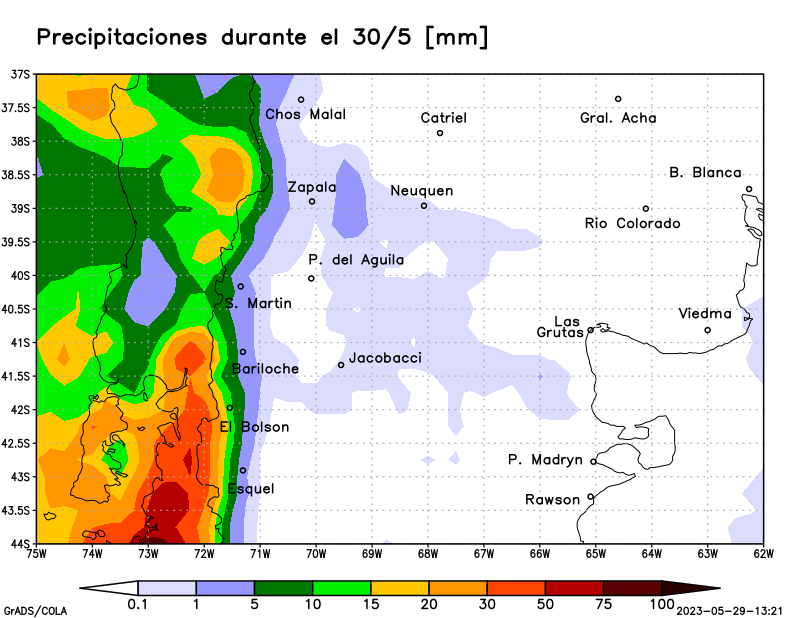 Precipitaciones durante el 30/5 [mm]
37S
37.5S
Chos Malal
Catriel
Gral. Acha
38S
38.5S
B. Blanca
Zapala
Neuquen
39S
Rio Colorado
39.5S
P. del Aguila
40S
S. Martin
40.5S
Viedma
Las
Grutas
41S
Jacobacci
Bariloche
41.5S
42S
El Bolson
42.5S
P. Madryn
43S
Esquel
Rawson
43.5S
44S
75W 74W 73W 72W 71W 70W 69W 68W 67W 66W 65W 64W 63W 62W
0.1 1 5 10 15 20 30 50 75 100
GrADS/COLA
2023-05-29-13:21